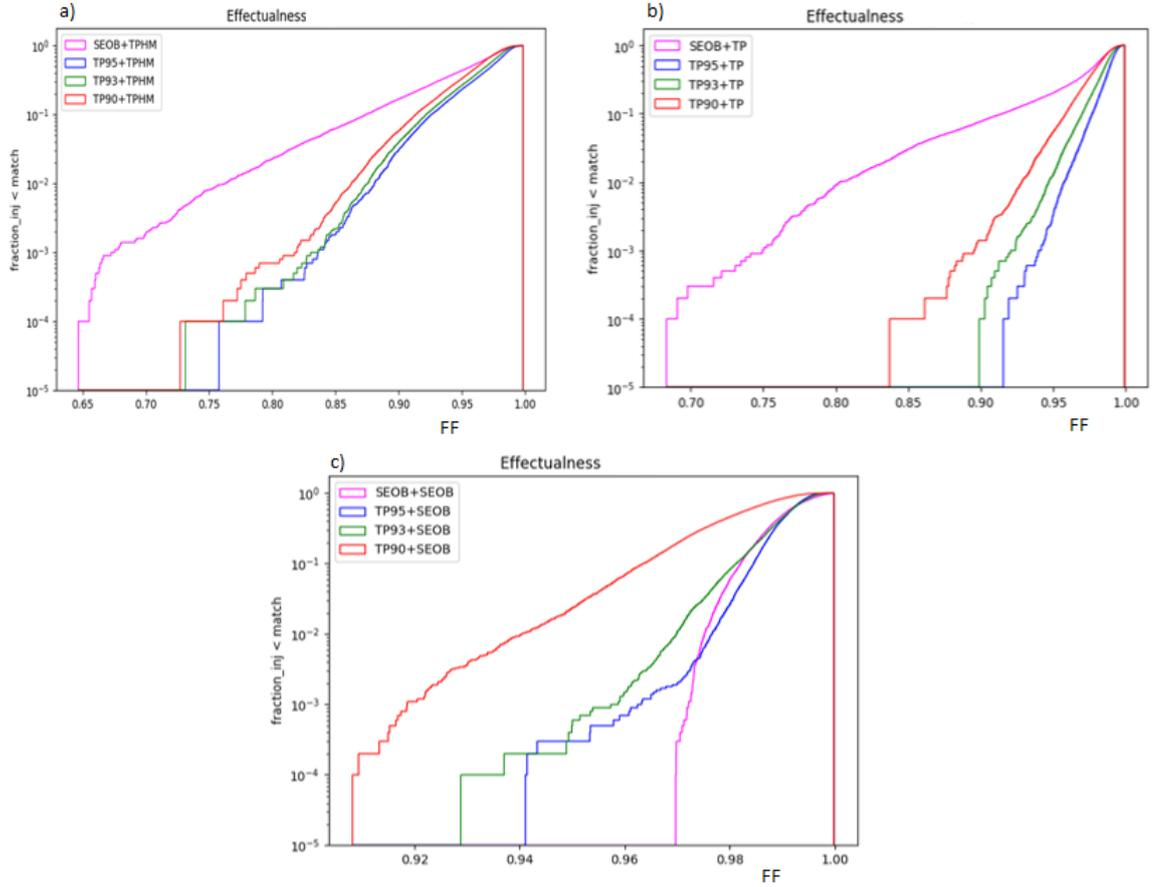 a)
Effectualness
SEOB+TPHM
TP95+TPHM
TP93+TPHM
TP90+TPHM
fraction_inj < match
10⁰
10⁻¹
10⁻²
10⁻³
10⁻⁴
10⁻⁵
0.65 0.70 0.75 0.80 0.85 0.90 0.95 1.00
FF
b)
Effectualness
SEOB+TP
TP95+TP
TP93+TP
TP90+TP
fraction_inj < match
10⁰
10⁻¹
10⁻²
10⁻³
10⁻⁴
10⁻⁵
0.70 0.75 0.80 0.85 0.90 0.95 1.00
FF
c)
Effectualness
SEOB+SEOB
TP95+SEOB
TP93+SEOB
TP90+SEOB
fraction_inj < match
10⁰
10⁻¹
10⁻²
10⁻³
10⁻⁴
10⁻⁵
0.92 0.94 0.96 0.98 1.00
FF